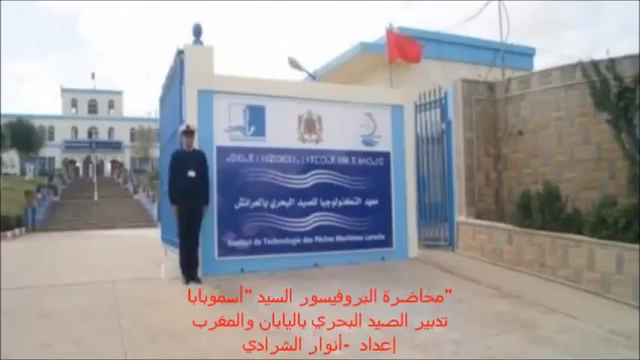 معهد التكنولوجيا للصيد البحري بالعرائش
Institut de Technologie des Pêches Maritimes Larache
محاضرة البروفيسور السيد "أسموبابا"
تدبير الصيد البحري باليابان والمغرب
إعداد -أنوار الشرادي